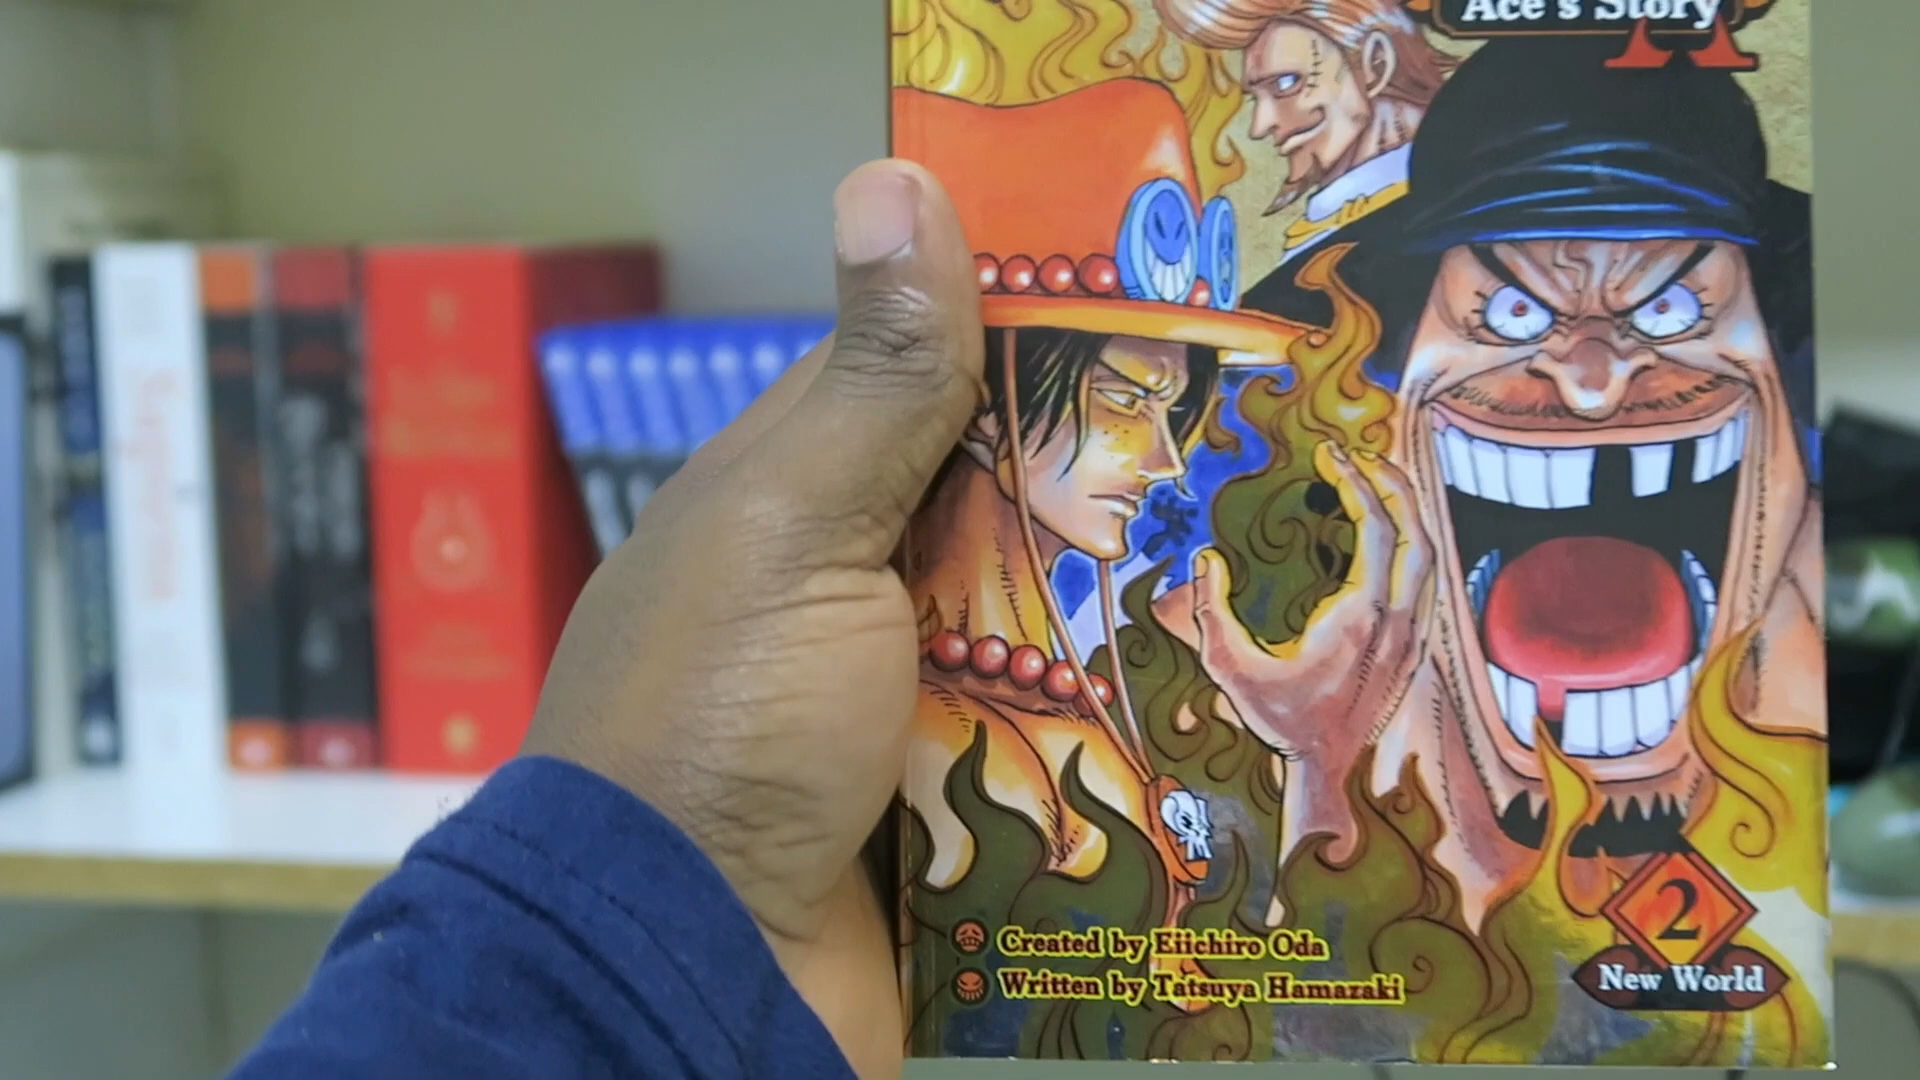 Ace's Story
Created by Eiichiro Oda
Written by Tatsuya Hamazaki
2
New World